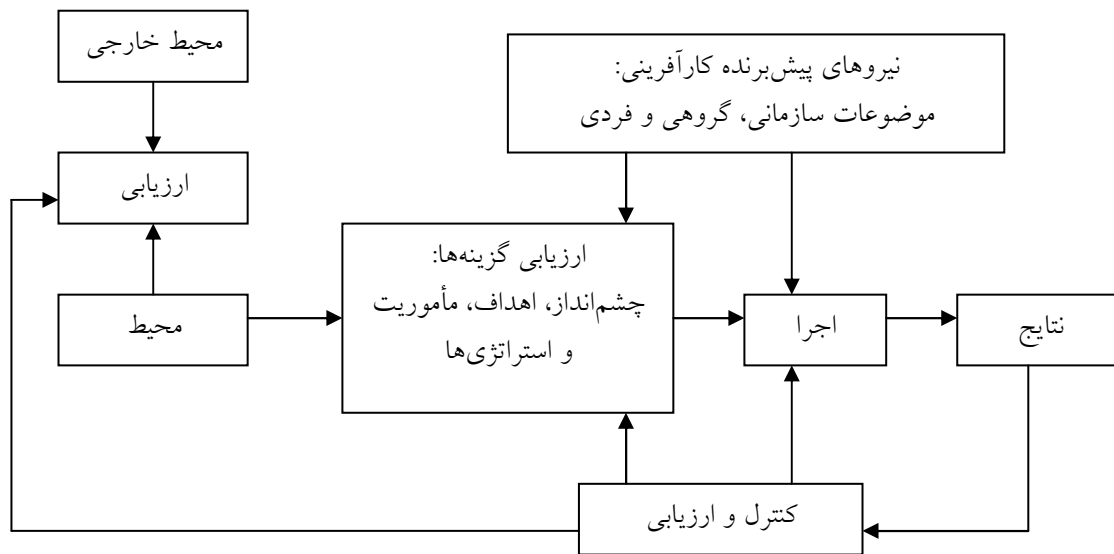 محیط خارجی
نیروهای پیش‌برنده کارآفرینی:
موضوعات سازمانی، گروهی و فردی
ارزیابی
ارزیابی گزینه‌ها:
چشم‌انداز، اهداف، مأموریت
و استراتژی‌ها
محیط
اجرا
نتایج
کنترل و ارزیابی